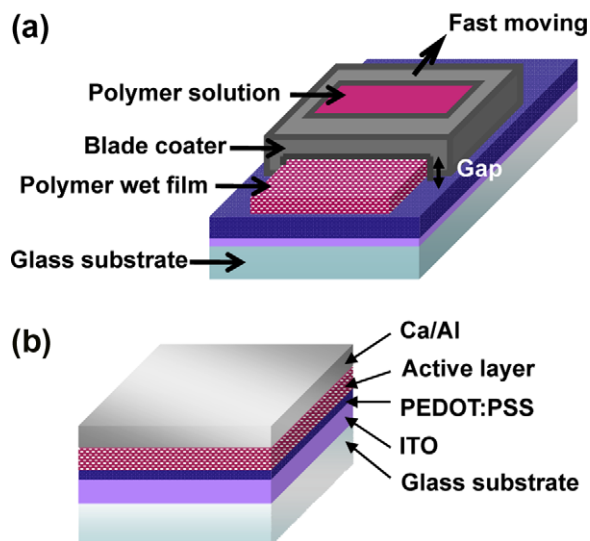 (a)
Fast moving
Polymer solution
Blade coater
Gap
Polymer wet film
Glass substrate
(b)
Ca/Al
Active layer
PEDOT:PSS
ITO
Glass substrate